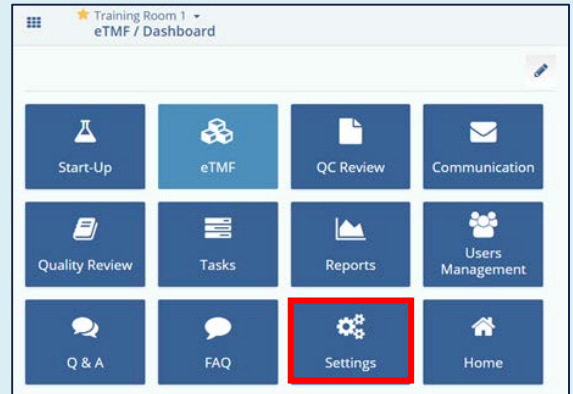 Training Room 1
eTMF / Dashboard
Start-Up
eTMF
QC Review
Communication
Quality Review
Tasks
Reports
Users
Management
Q & A
FAQ
Settings
Home